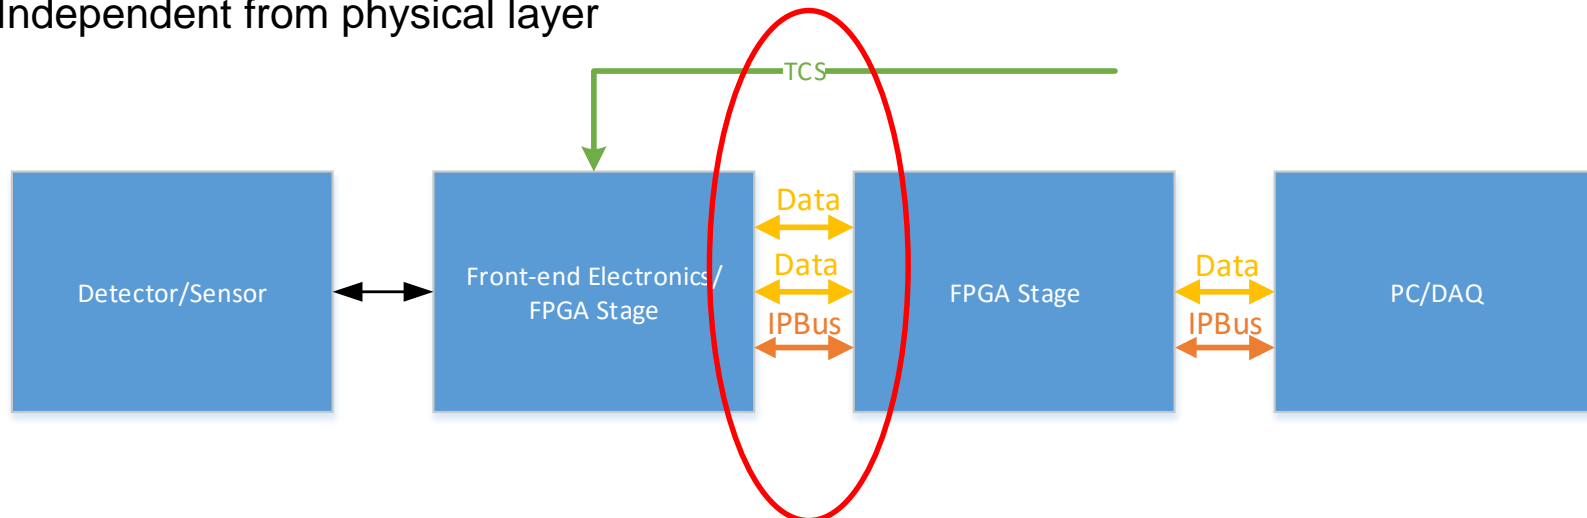 Independent from physical layer
TCS
Detector/Sensor
Front-end Electronics/
FPGA Stage
Data
Data
IPBus
FPGA Stage
Data
IPBus
PC/DAQ